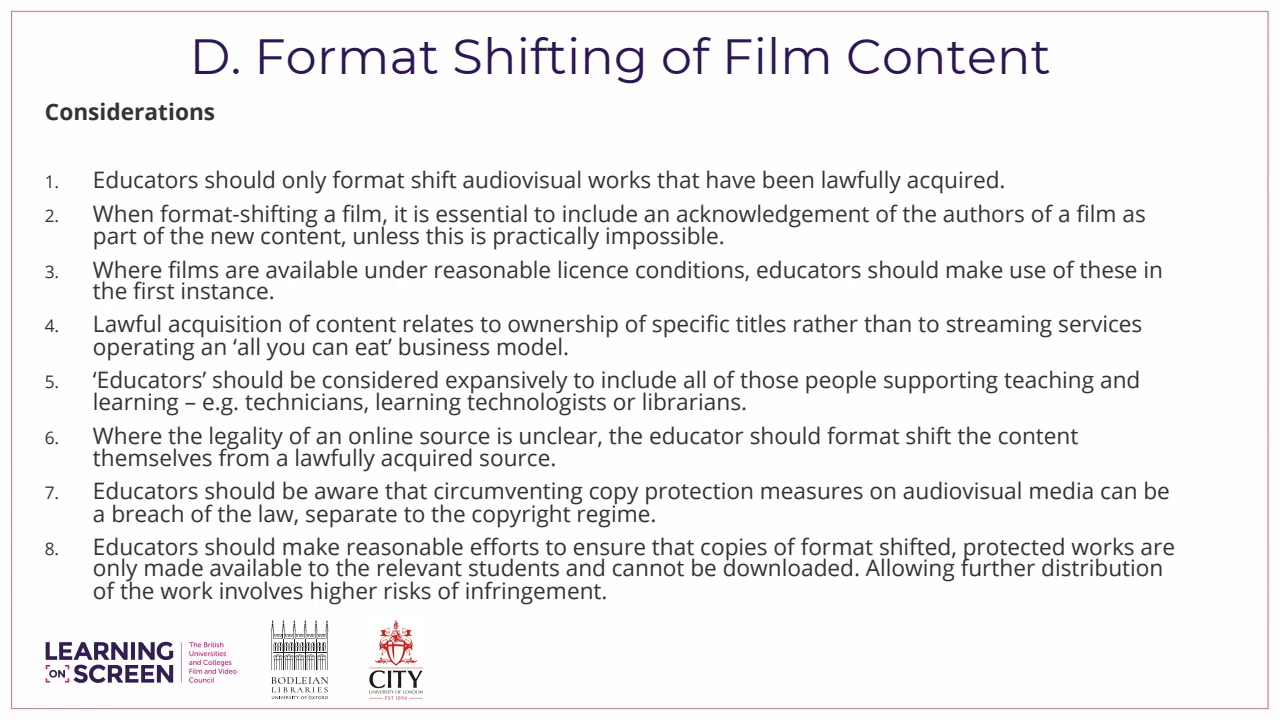 D. Format Shifting of Film Content
Considerations
1. Educators should only format shift audiovisual works that have been lawfully acquired.
2. When format-shifting a film, it is essential to include an acknowledgement of the authors of a film as
part of the new content, unless this is practically impossible.
3. Where films are available under reasonable licence conditions, educators should make use of these in
the first instance.
4. Lawful acquisition of content relates to ownership of specific titles rather than to streaming services
operating an ‘all you can eat’ business model.
5. ‘Educators’ should be considered expansively to include all of those people supporting teaching and
learning – e.g. technicians, learning technologists or librarians.
6. Where the legality of an online source is unclear, the educator should format shift the content
themselves from a lawfully acquired source.
7. Educators should be aware that circumventing copy protection measures on audiovisual media can be
a breach of the law, separate to the copyright regime.
8. Educators should make reasonable efforts to ensure that copies of format shifted, protected works are
only made available to the relevant students and cannot be downloaded. Allowing further distribution
of the work involves higher risks of infringement.
LEARNING
ON SCREEN
The British
Universities
and Colleges
Film and Video
Council
BODLEIAN
LIBRARIES
UNIVERSITY OF OXFORD
CITY
UNIVERSITY OF LONDON
EST 1894